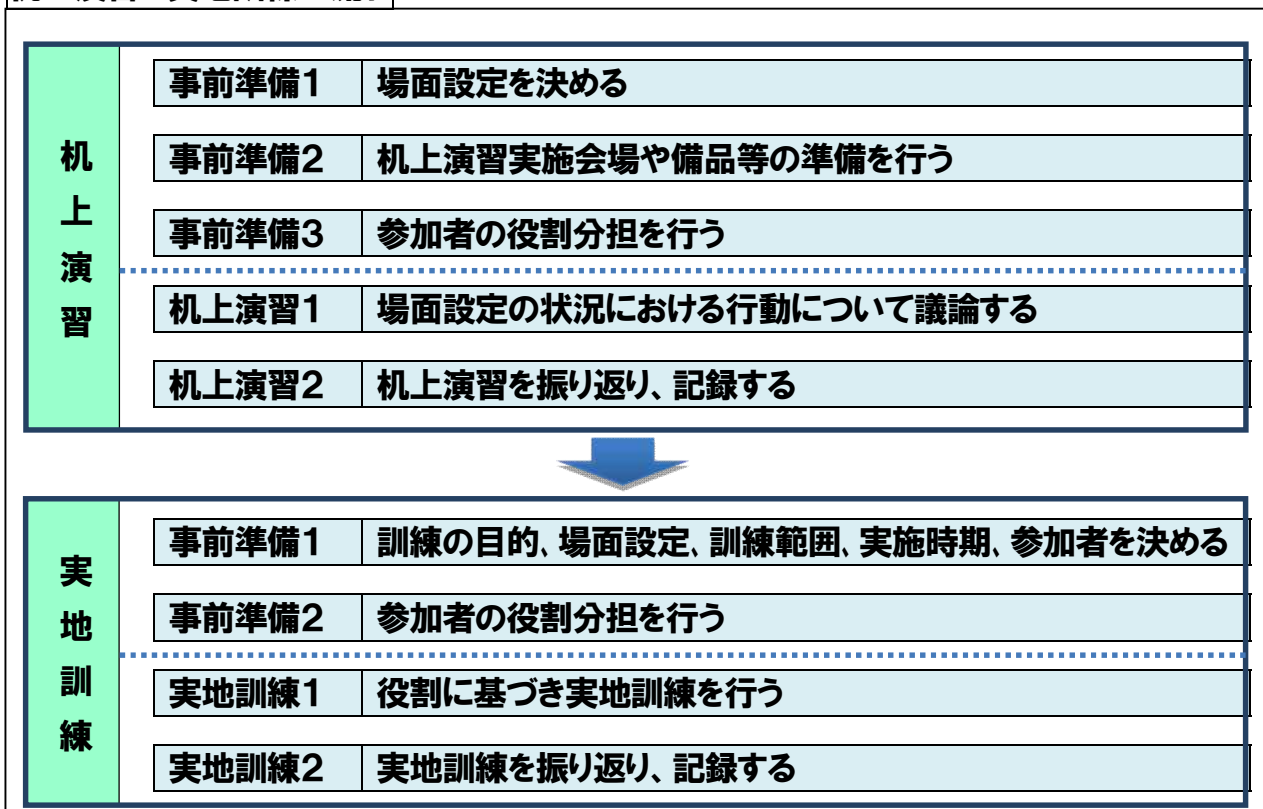 机上演習
事前準備1 場面設定を決める
事前準備2 机上演習実施会場や備品等の準備を行う
事前準備3 参加者の役割分担を行う
机上演習1 場面設定の状況における行動について議論する
机上演習2 机上演習を振り返り、記録する
実地訓練
事前準備1 訓練の目的、場面設定、訓練範囲、実施時期、参加者を決める
事前準備2 参加者の役割分担を行う
実地訓練1 役割に基づき実地訓練を行う
実地訓練2 実地訓練を振り返り、記録する